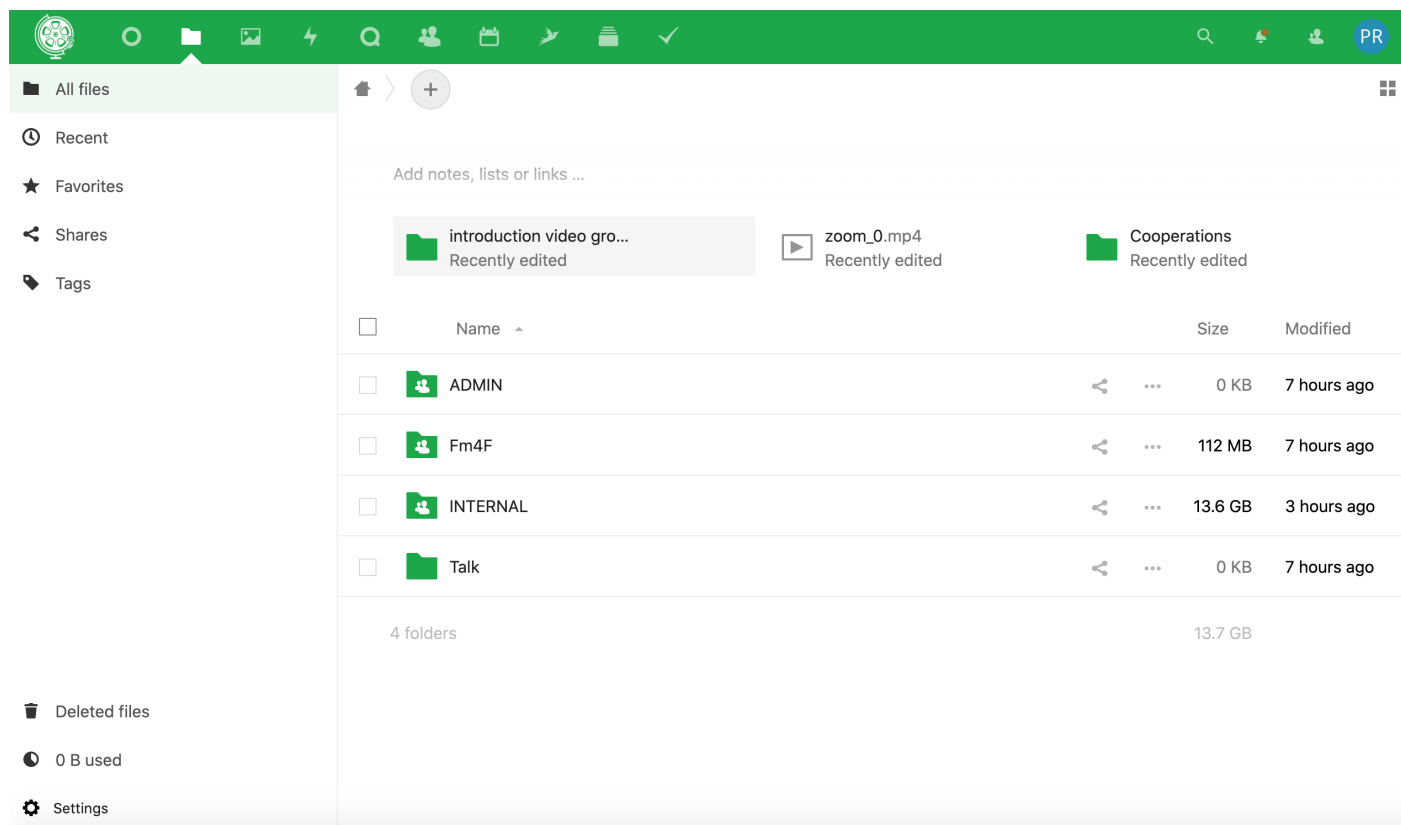 PR
All files
Recent
Favorites
Shares
Tags
Deleted files
0 B used
Settings
Add notes, lists or links ...
introduction video gro...
Recently edited
zoom_0.mp4
Recently edited
Cooperations
Recently edited
Name Size Modified
ADMIN 0 KB 7 hours ago
Fm4F 112 MB 7 hours ago
INTERNAL 13.6 GB 3 hours ago
Talk 0 KB 7 hours ago
4 folders 13.7 GB